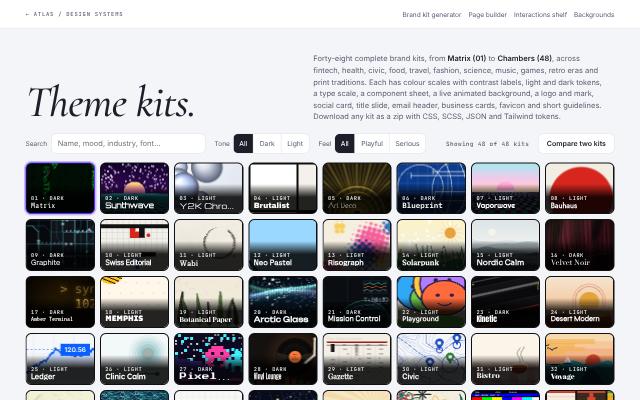 ← ATLAS / DESIGN SYSTEMS
Brand kit generator Page builder Interactions shelf Backgrounds
Theme kits.
Forty-eight complete brand kits, from Matrix (01) to Chambers (48), across
fintech, health, civic, food, travel, fashion, science, music, games, retro eras and
print traditions. Each has colour scales with contrast, light and dark tokens,
a type scale, a component sheet, a live animated background, a logo and mark,
social card, title slide, email header, business cards, favicon and short guidelines.
Download any kit as a zip with CSS, SCSS, JSON and Tailwind tokens.
Search Name, mood, industry, font... Tone All Dark Light Feel All Playful Serious Showing 48 of 48 kits Compare two kits
01 · DARK
Matrix
02 · DARK
Synthwave
03 · LIGHT
Y2K Chro...
04 · LIGHT
Brutalist
05 · DARK
Art Deco
06 · DARK
Blueprint
07 · LIGHT
Vaporwave
08 · LIGHT
Bauhaus
09 · DARK
Graphite
10 · LIGHT
Swiss Editorial
11 · LIGHT
Wabi
12 · LIGHT
Neo Pastel
13 · LIGHT
Risograph
14 · LIGHT
Solarpunk
15 · LIGHT
Nordic Calm
16 · DARK
Velvet Noir
17 · DARK
Amber Terminal
18 · LIGHT
MEMPHIS
19 · LIGHT
Botanical Paper
20 · DARK
Arctic Glass
21 · DARK
Mission Control
22 · LIGHT
Playground
23 · DARK
Kinetic
24 · LIGHT
Desert Modern
120.56
25 · LIGHT
Ledger
26 · LIGHT
Clinic Calm
27 · DARK
Pixel
28 · DARK
Vinyl Lounge
29 · LIGHT
Gazette
30 · LIGHT
Civic
31 · LIGHT
Bistro
32 · LIGHT
Voyage